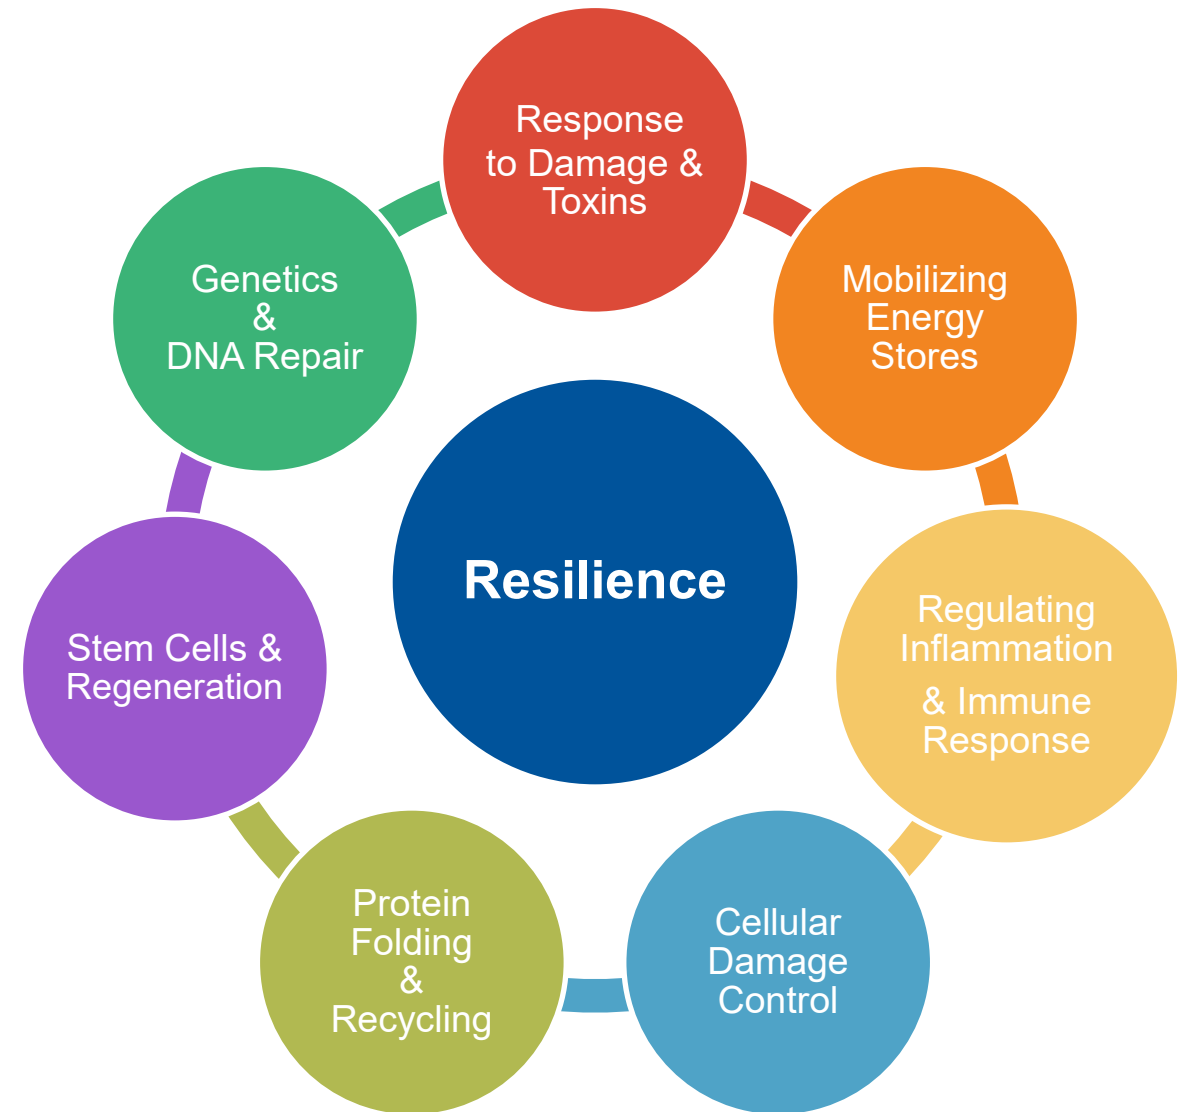 Response
to Damage &
Toxins
Mobilizing
Energy
Stores
Regulating
Inflammation
& Immune
Response
Cellular
Damage
Control
Protein
Folding
&
Recycling
Stem Cells &
Regeneration
Genetics
&
DNA Repair
Resilience